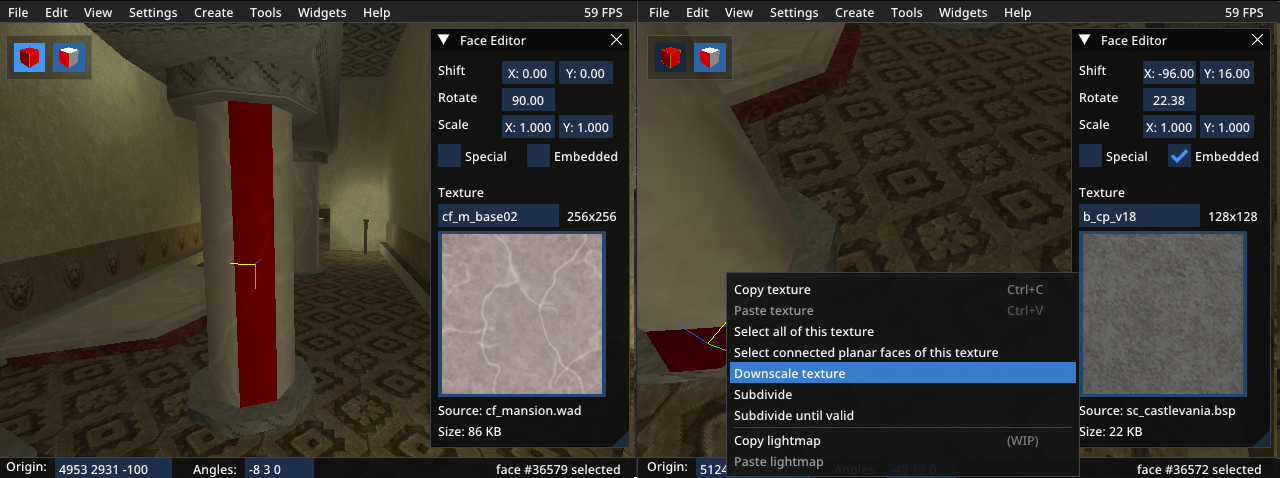 File Edit View Settings Create Tools Widgets Help 59 FPS
Face Editor
Shift X: 0.00 Y: 0.00
Rotate 90.00
Scale X: 1.000 Y: 1.000
Special Embedded
Texture
cf_m_base02 256x256
Source: cf_mansion.wad
Size: 86 KB
Origin: 4953 2931 -100 Angles: -8 3 0 face #36579 selected
File Edit View Settings Create Tools Widgets Help 59 FPS
Face Editor
Shift X: -96.00 Y: 16.00
Rotate 22.38
Scale X: 1.000 Y: 1.000
Special Embedded
Texture
b_cp_v18 128x128
Source: sc_castlevania.bsp
Size: 22 KB
Copy texture Ctrl+C
Paste texture Ctrl+V
Select all of this texture
Select connected planar faces of this texture
Downscale texture
Subdivide
Subdivide until valid
Copy lightmap (WIP)
Paste lightmap
Origin: 5124 Angles: -49 17 0 face #36572 selected